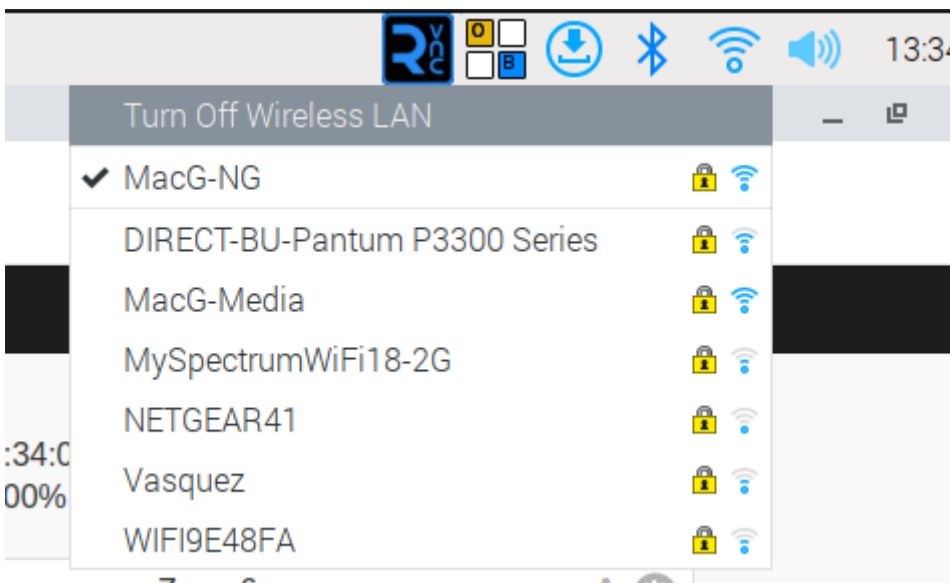 R VNC O B 13:34
Turn Off Wireless LAN
MacG-NG
DIRECT-BU-Pantum P3300 Series
MacG-Media
MySpectrumWiFi18-2G
NETGEAR41
:34:0
Vasquez
00%
WIFI9E48FA